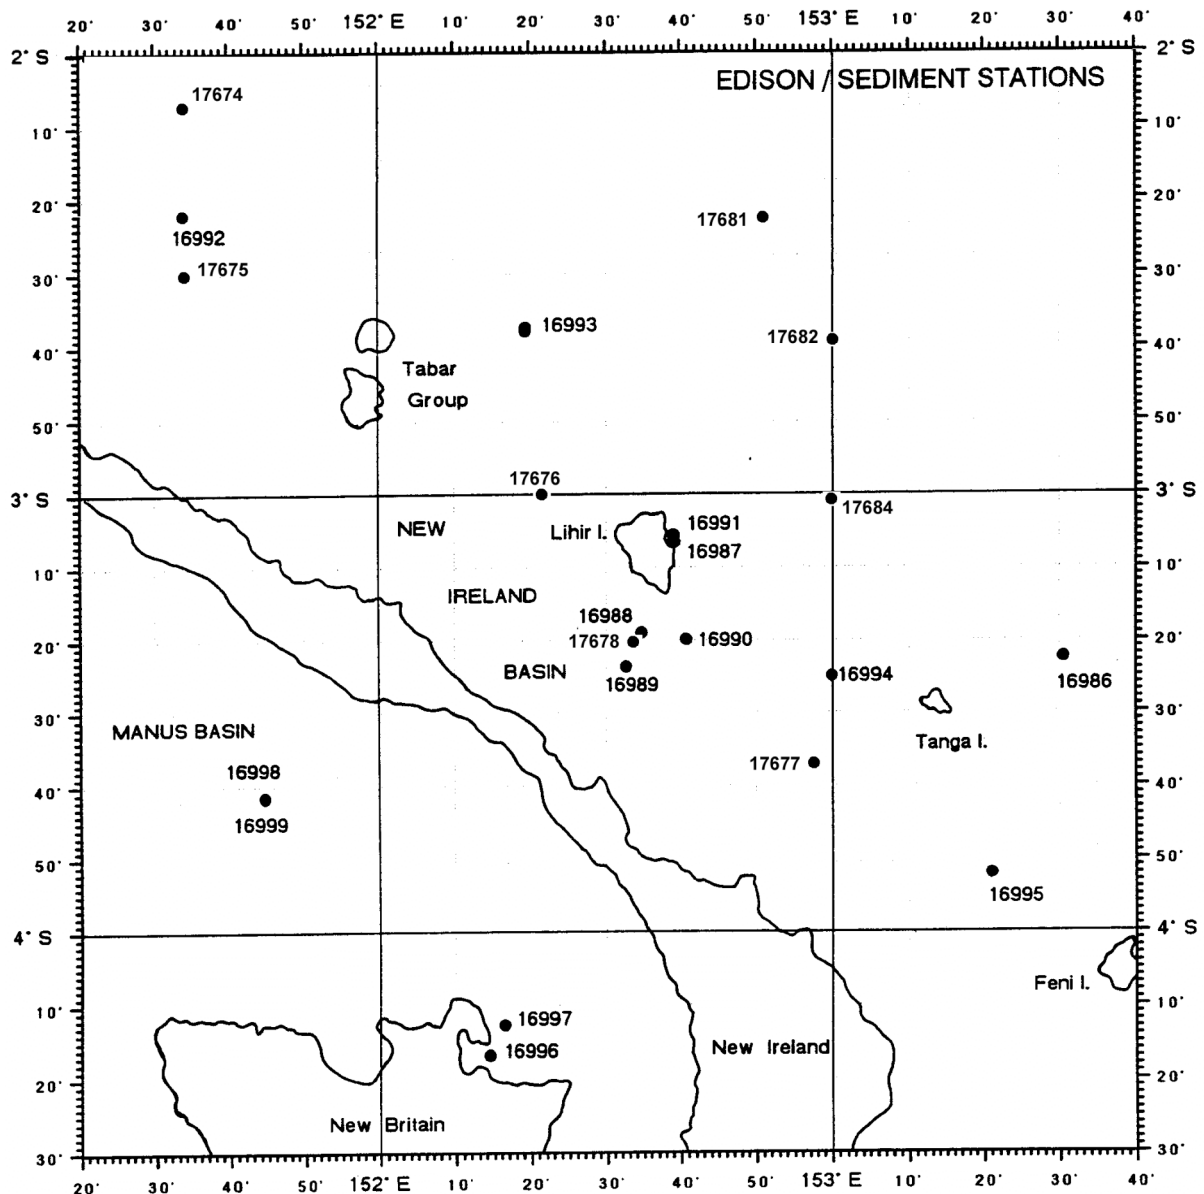 20' 30' 40' 50' 152° E 10' 20' 30' 40' 50' 153° E 10' 20' 30' 40'
2° S 2° S
EDISON / SEDIMENT STATIONS
17674
10' 10'
20' 20'
17681
16992
17675
30' 30'
16993
17682
40' 40'
Tabar
Group
50' 50'
17676
3° S 3° S
17684
NEW
Lihir I.
16991
16987
10' 10'
IRELAND
16988
17678
16990
20' 20'
BASIN
16989
16994
16986
30' 30'
MANUS BASIN
Tanga I.
17677
16998
40' 40'
16999
50' 50'
16995
4° S 4° S
Feni I.
10' 10'
16997
16996
New Ireland
20' 20'
New Britain
30' 30'
20' 30' 40' 50' 152° E 10' 20' 30' 40' 50' 153° E 10' 20' 30' 40'